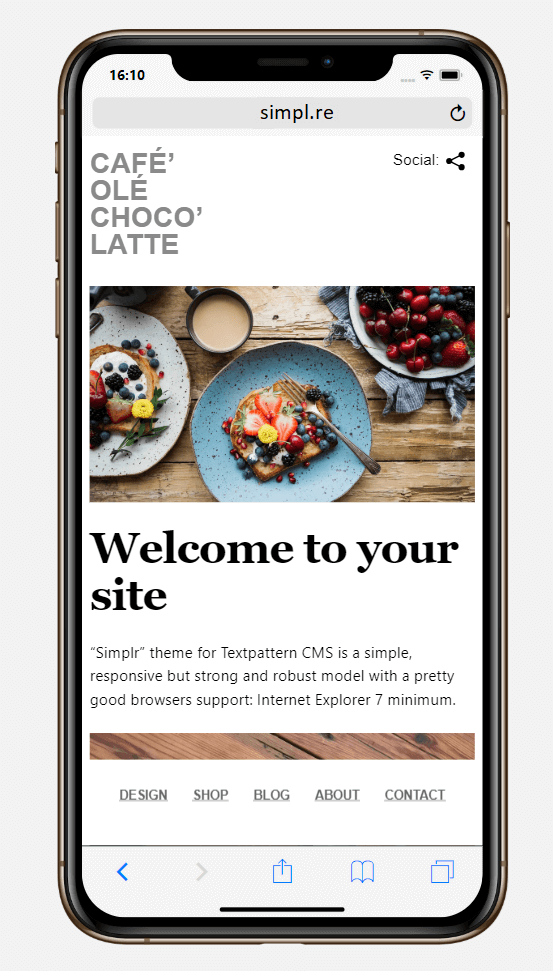 16:10
simpl.re
CAFÉ’
OLÉ
CHOCO’
LATTE
Social:
Welcome to your
site
“Simplr” theme for Textpattern CMS is a simple,
responsive but strong and robust model with a pretty
good browsers support: Internet Explorer 7 minimum.
DESIGN SHOP BLOG ABOUT CONTACT